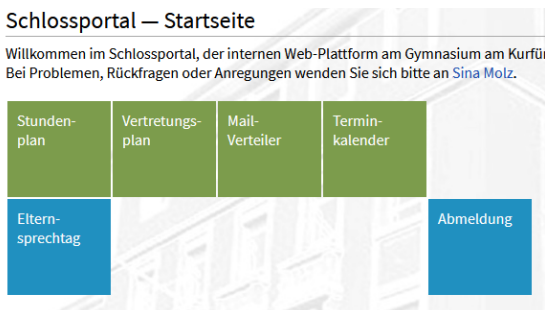 Schlossportal — Startseite
Willkommen im Schlossportal, der internen Web-Plattform am Gymnasium am
Bei Problemen, Rückfragen oder Anregungen wenden Sie sich bitte an Sina Molz.
Stunden-
plan
Vertretungs-
plan
Mail-
Verteiler
Termin-
kalender
Eltern-
sprechtag
Abmeldung